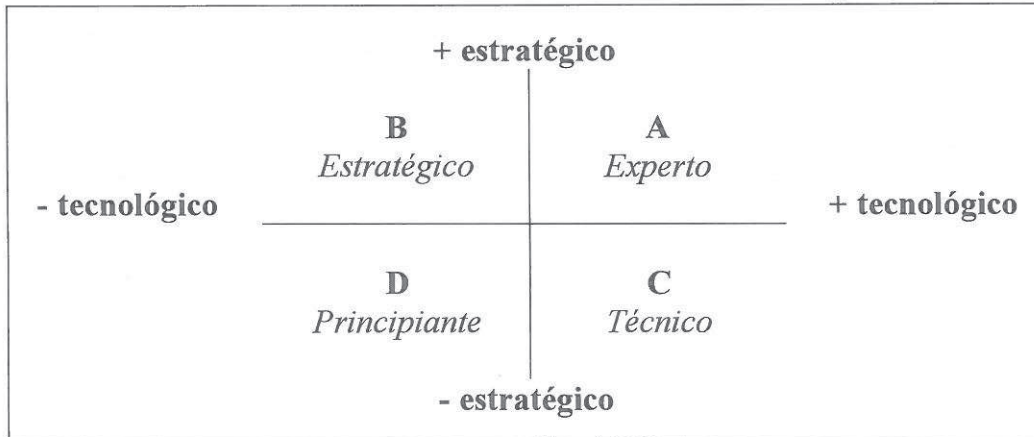 + estratégico
B
A
Estratégico
Experto
- tecnológico
+ tecnológico
D
C
Principiante
Técnico
- estratégico